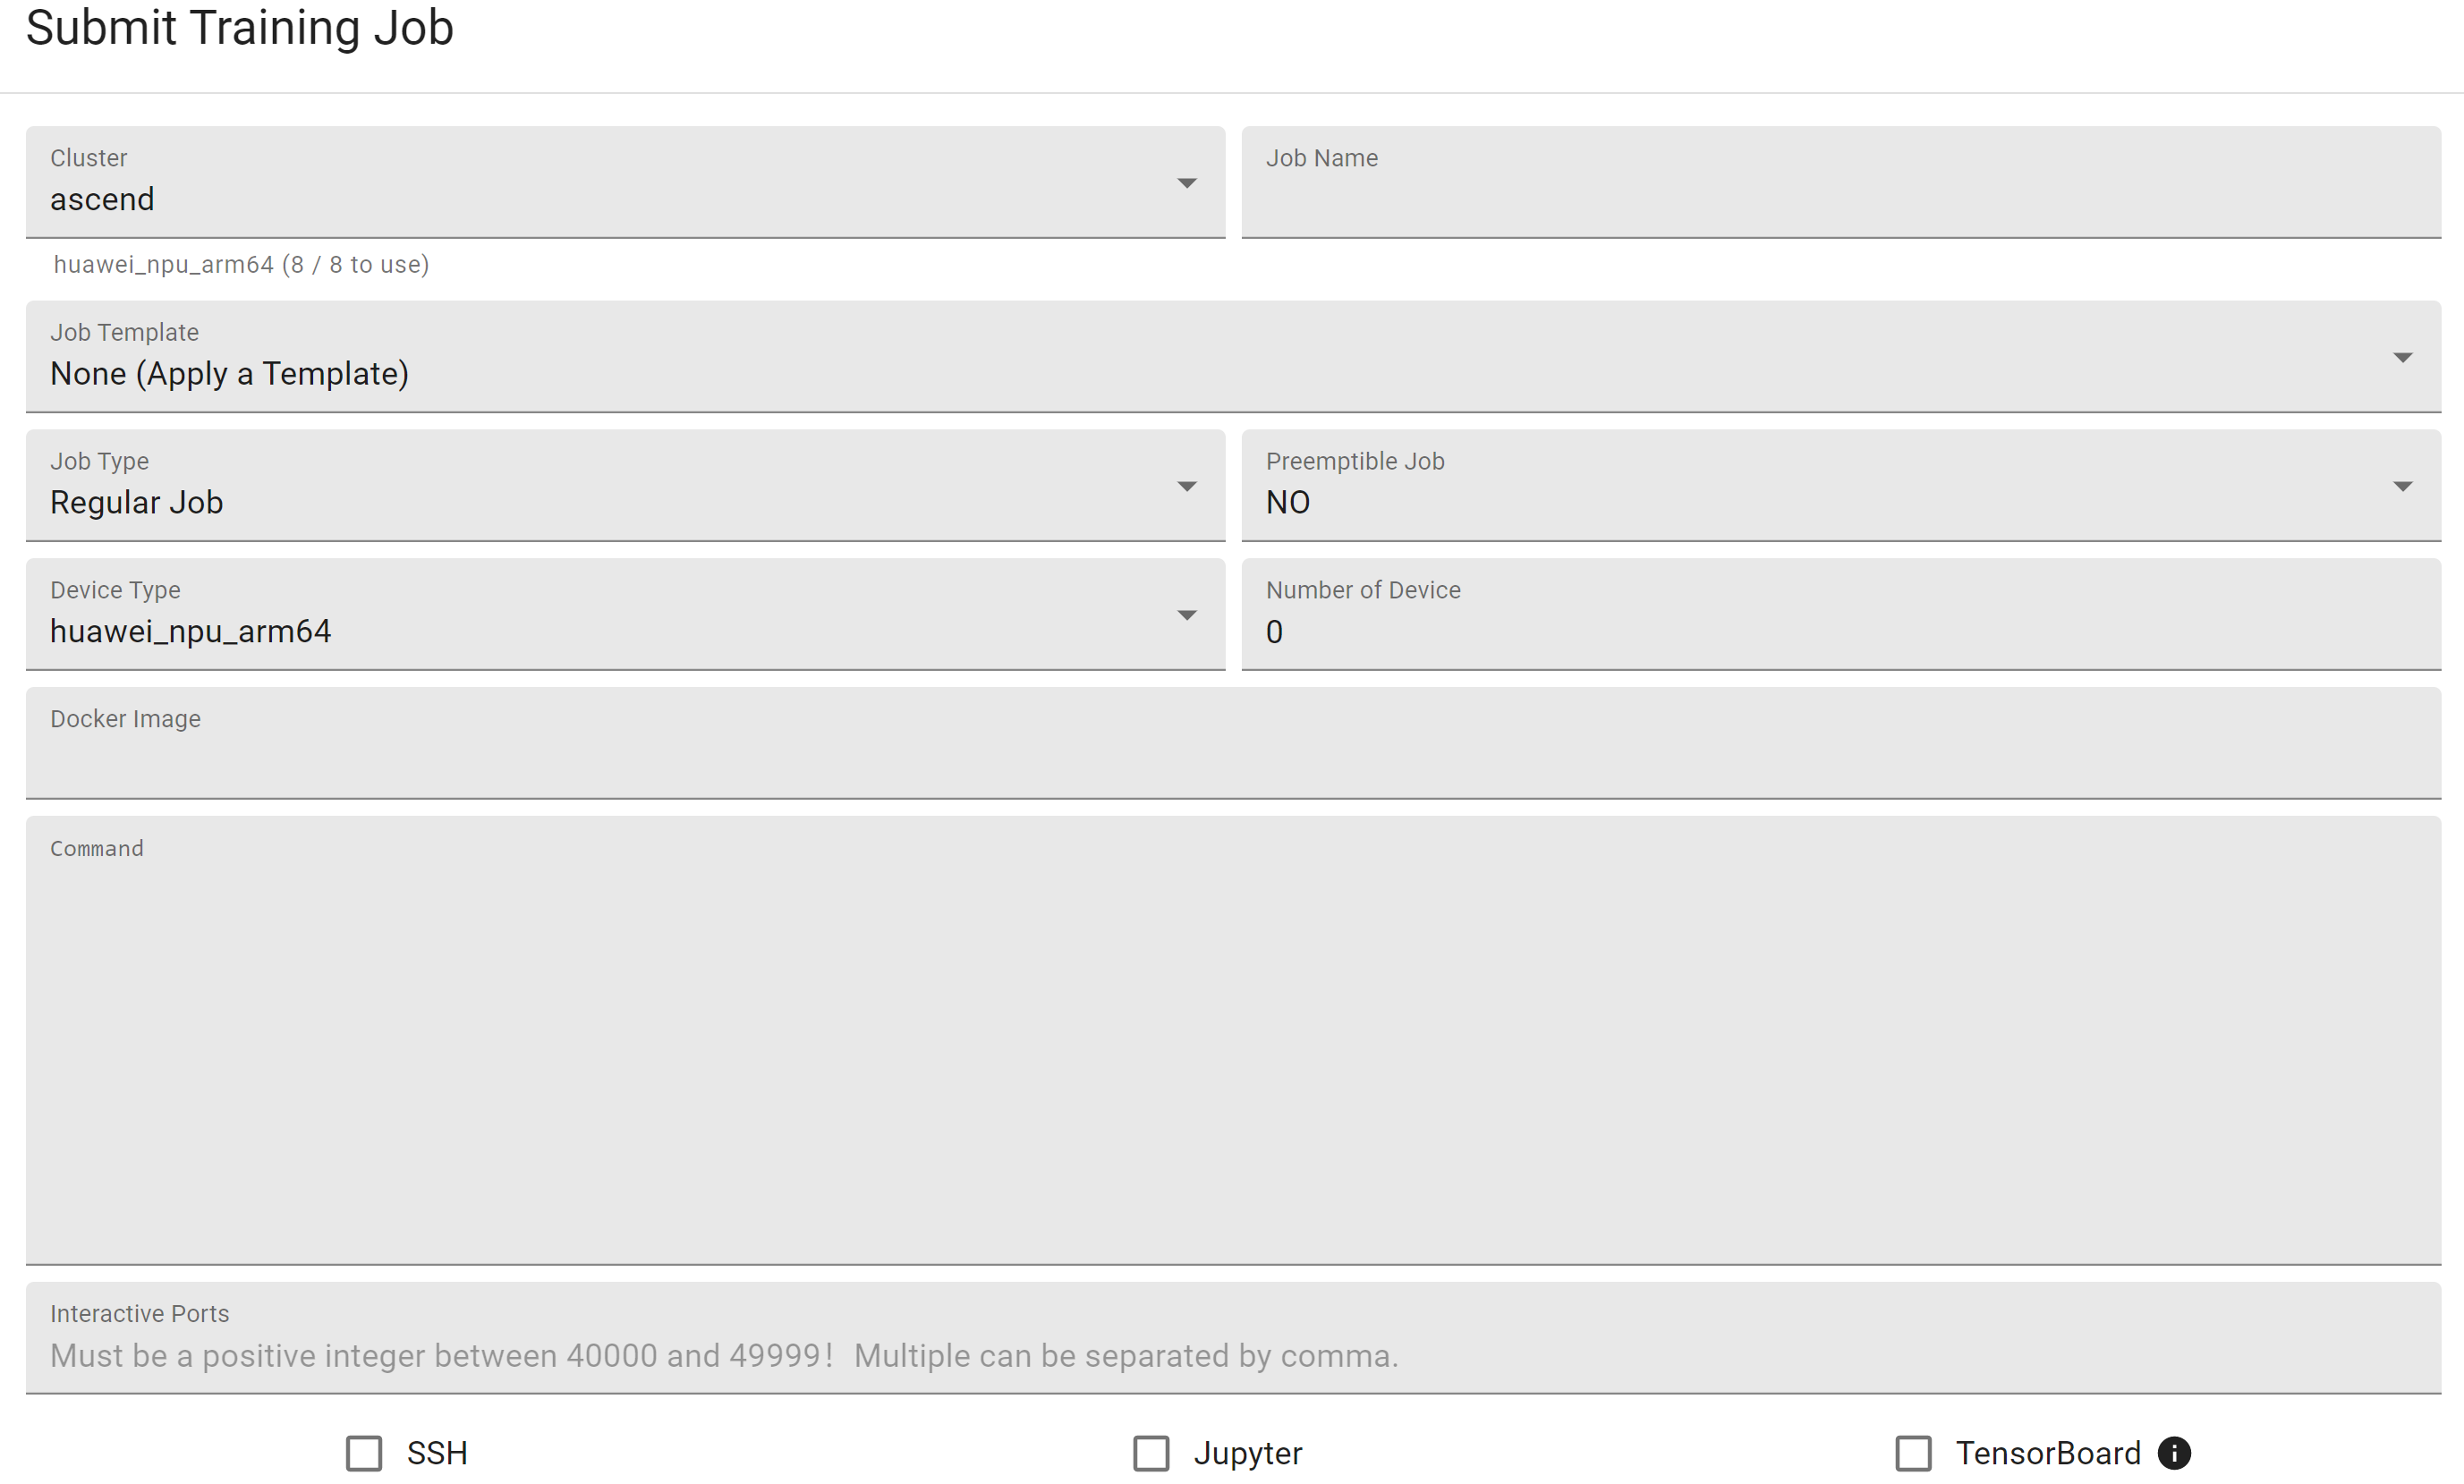 Submit Training Job
Cluster
ascend
Job Name
huawei_npu_arm64 (8 / 8 to use)
Job Template
None (Apply a Template)
Job Type
Regular Job
Preemptible Job
NO
Device Type
huawei_npu_arm64
Number of Device
0
Docker Image
Command
Interactive Ports
Must be a positive integer between 40000 and 49999！ Multiple can be separated by comma.
SSH
Jupyter
TensorBoard